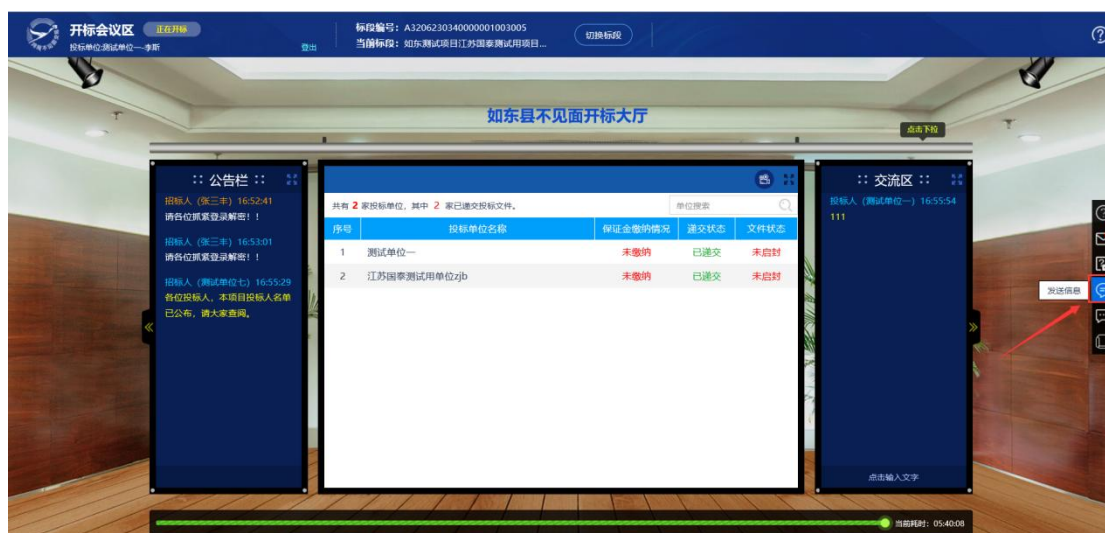 开标会议区 正在开标
投标单位:测试单位一-李斯
登出
标段编号：A3206230340000001003005
当前标段：如东测试项目江苏国泰测试用项目...
切换标段
如东县不见面开标大厅
点击下拉
:: 公告栏 ::
招标人（张三丰）16:52:41
请各位抓紧登录解密！！
招标人（张三丰）16:53:01
请各位抓紧登录解密！！
招标人（测试单位七）16:55:29
各位投标人，本项目投标人名单
已公布，请大家查阅。
共有 2 家投标单位，其中 2 家已递交投标文件。
单位搜索
序号 投标单位名称 保证金缴纳情况 递交状态 文件状态
1 测试单位一 未缴纳 已递交 未启封
2 江苏国泰测试用单位zjb 未缴纳 已递交 未启封
:: 交流区 ::
投标人（测试单位一）16:55:54
111
点击输入文字
发送信息
当前耗时：05:40:08